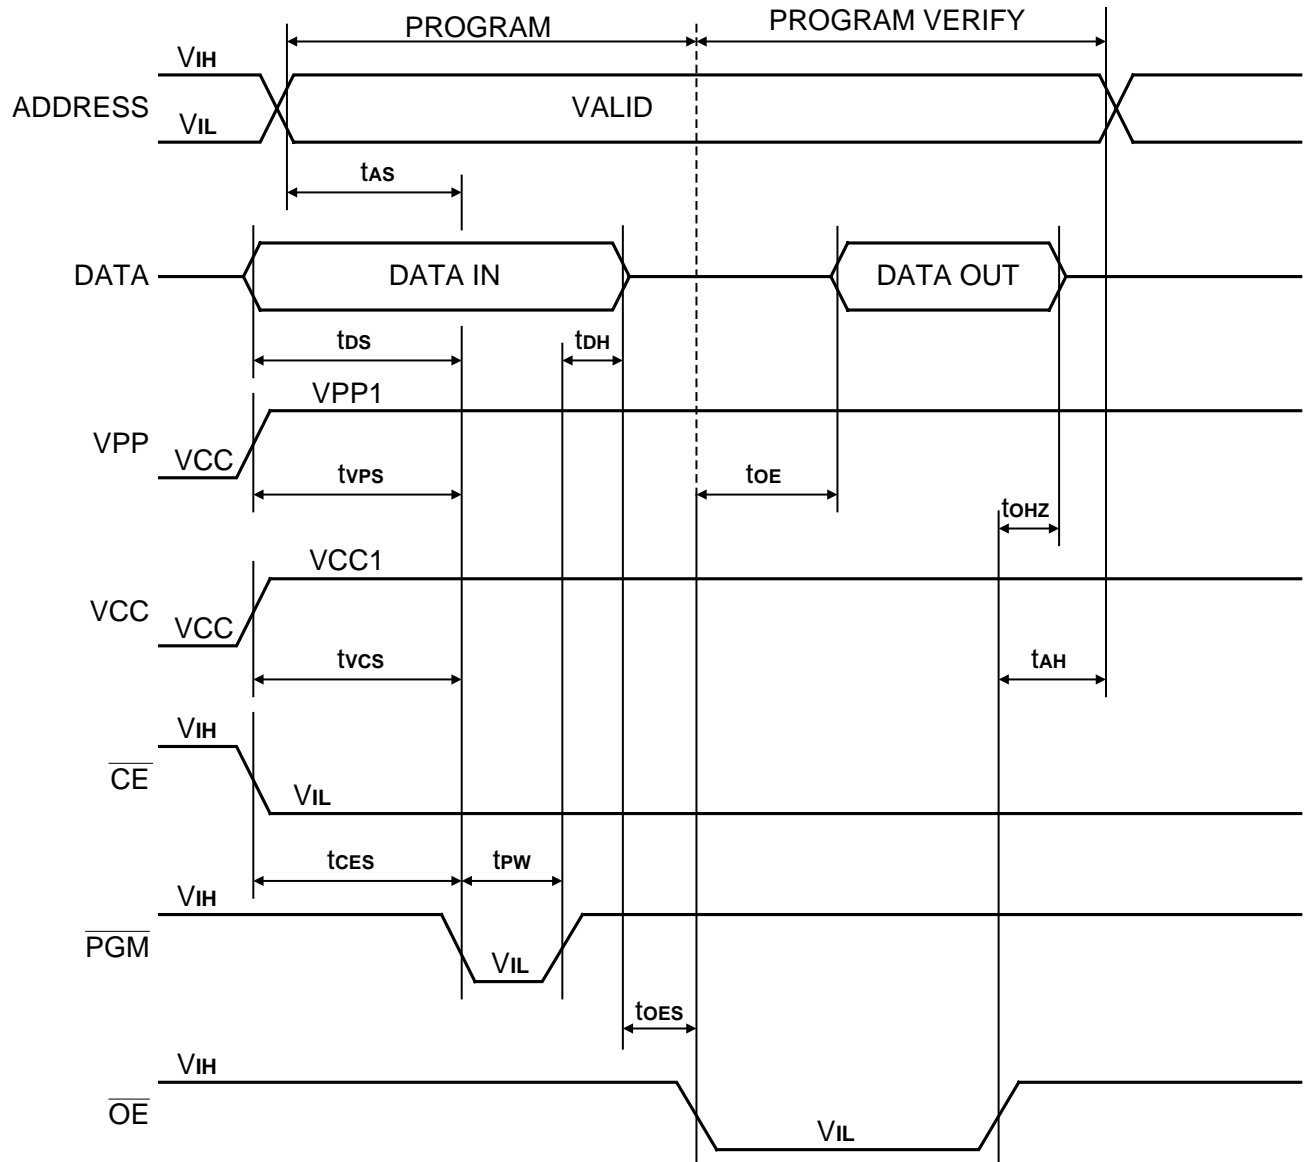 PROGRAM PROGRAM VERIFY
VIH
ADDRESS VALID
VIL
tAS
DATA DATA IN DATA OUT
tDS tDH
VPP1
VPP VCC
tVPS tOE
tOHZ
VCC1
VCC VCC
tVCS tAH
VIH
CE
VIL
tCES tPW
VIH
PGM VIL
tOES
VIH
OE VIL